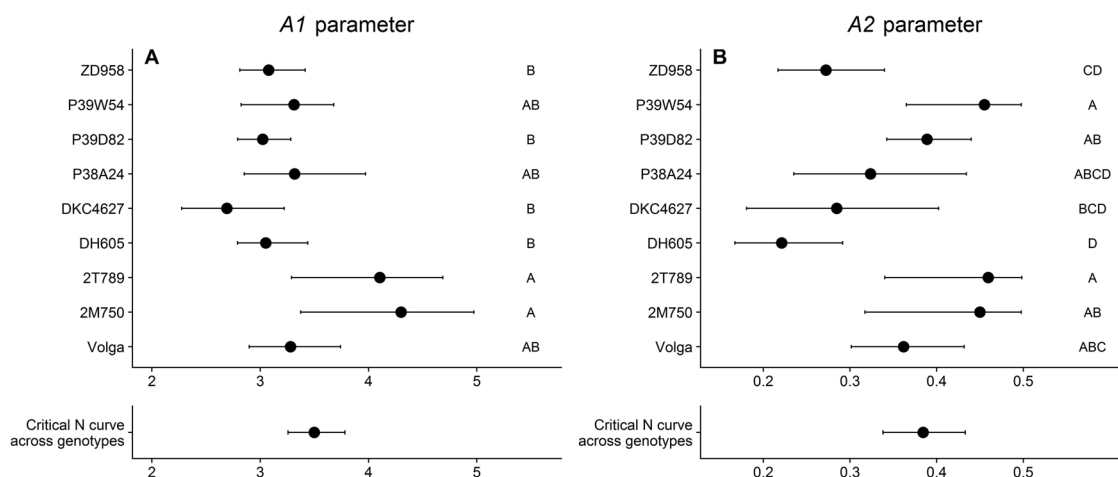 A1 parameter
A
ZD958
B
P39W54
AB
P39D82
B
P38A24
AB
DKC4627
B
DH605
B
2T789
A
2M750
A
Volga
AB
2 3 4 5
Critical N curve
across genotypes
2 3 4 5
A2 parameter
B
ZD958
CD
P39W54
A
P39D82
AB
P38A24
ABCD
DKC4627
BCD
DH605
D
2T789
A
2M750
AB
Volga
ABC
0.2 0.3 0.4 0.5
Critical N curve
across genotypes
0.2 0.3 0.4 0.5